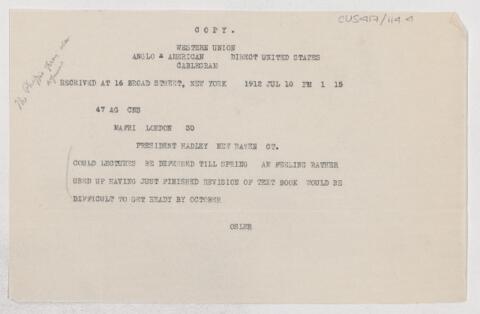 CUS417/114.4
COPY.
WESTERN UNION
ANGLO & AMERICAN DIRECT UNITED STATES
CABLEGRAM
RECEIVED AT 16 BROAD STREET, NEW YORK 1912 JUL 10 PM 1 15
47 AG CNS
MAFRI LONDON 30
PRESIDENT HADLEY NEW HAVEN CT.
COULD LECTURES BE DEFERRED TILL SPRING AM FEELING RATHER
USED UP HAVING JUST FINISHED REVISION OF TEXT BOOK WOULD BE
DIFFICULT TO GET READY BY OCTOBER
OSLER